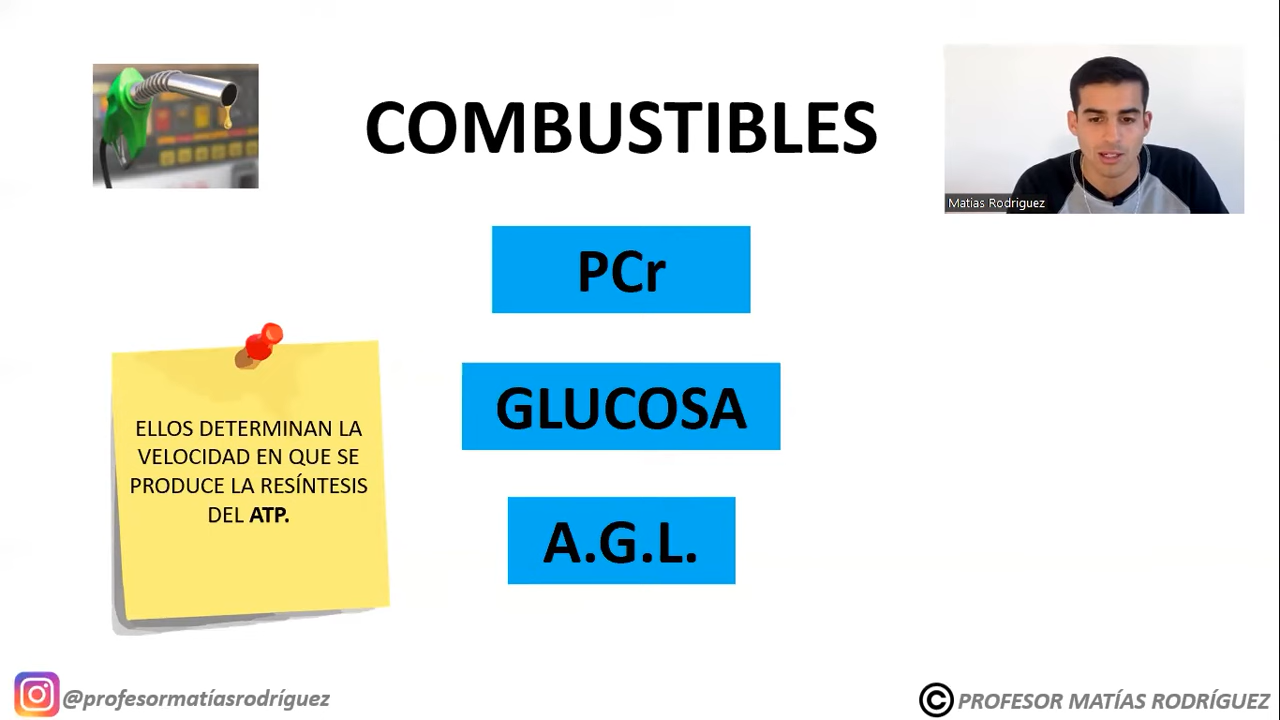 COMBUSTIBLES
Matias Rodriguez
PCr
GLUCOSA
A.G.L.
ELLOS DETERMINAN LA
VELOCIDAD EN QUE SE
PRODUCE LA RESÍNTESIS
DEL ATP.
@profesormatíasrodríguez
© PROFESOR MATÍAS RODRÍGUEZ